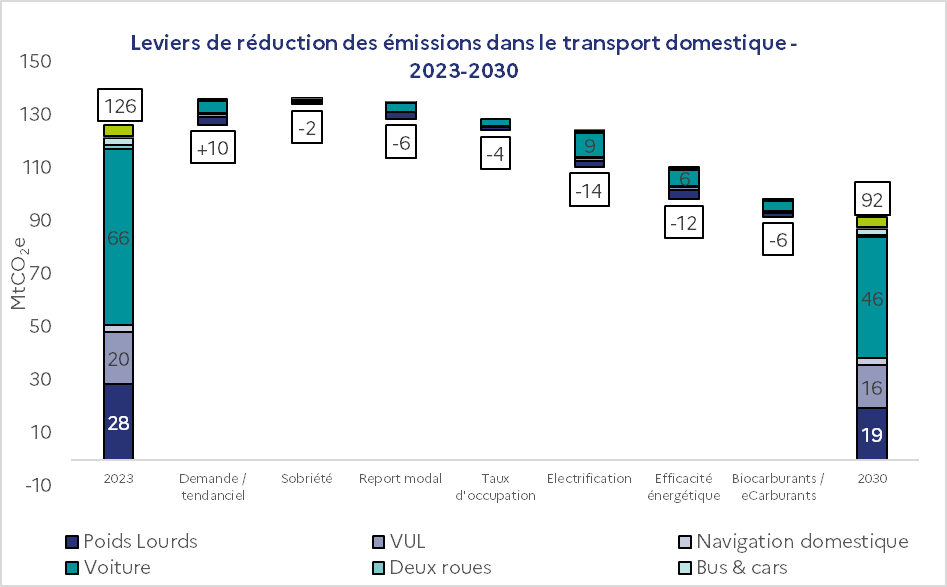 Leviers de réduction des émissions dans le transport domestique -
2023-2030
150
130
110
90
70
50
30
10
-10
MtCO₂e
126
66
20
28
+10
-2
-6
-4
9
-14
6
-12
-6
92
46
16
19
2023
Demande /
tendanciel
Sobriété
Report modal
Taux
d'occupation
Electrification
Efficacité
énergétique
Biocarburants /
eCarburants
2030
Poids Lourds
VUL
Navigation domestique
Voiture
Deux roues
Bus & cars